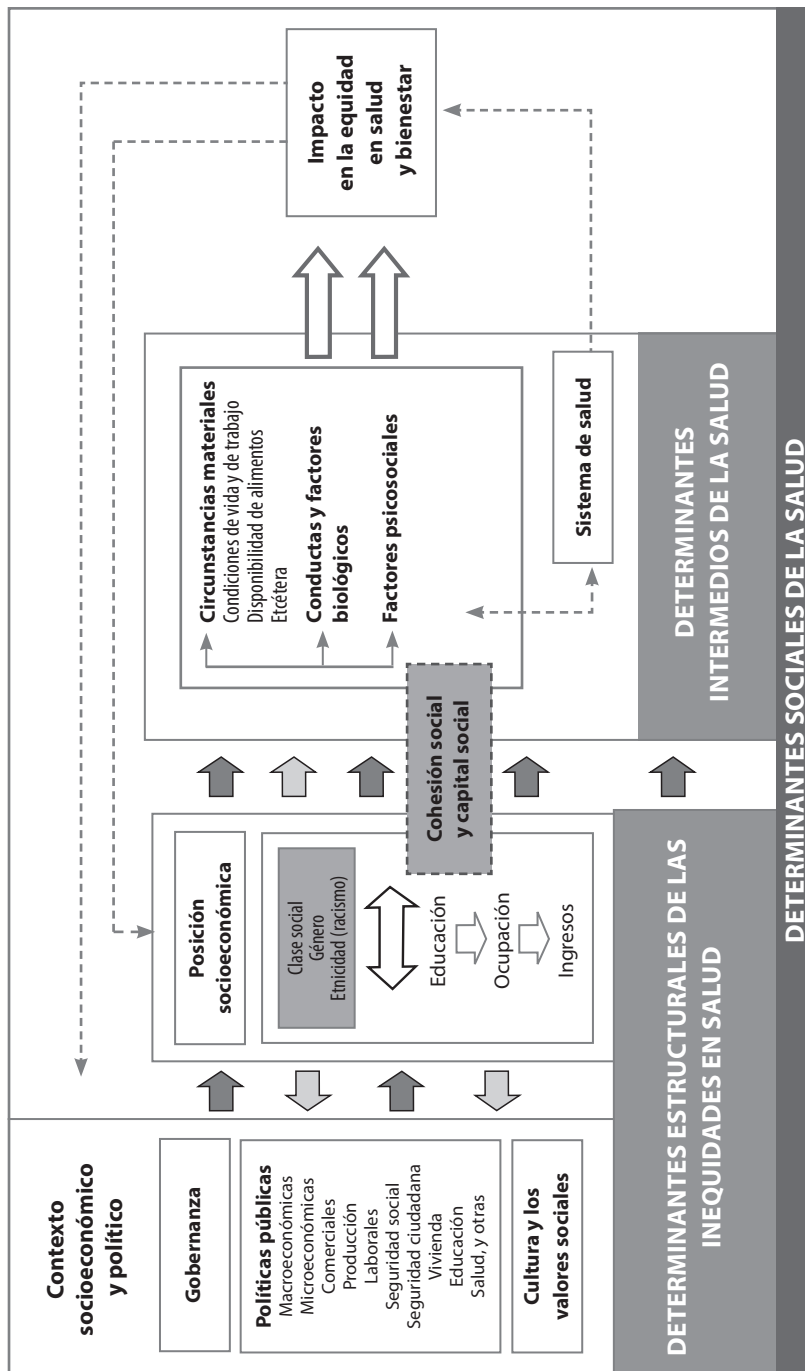 Contexto
socioeconómico
y político
Gobernanza
Políticas públicas
Macroeconómicas
Microeconómicas
Comerciales
Producción
Laborales
Seguridad social
Seguridad ciudadana
Vivienda
Educación
Salud, y otras
Cultura y los
valores sociales
Posición
socioeconómica
Clase social
Género
Etnicidad (racismo)
Educación
Ocupación
Ingresos
Cohesión social
y capital social
Circunstancias materiales
Condiciones de vida y de trabajo
Disponibilidad de alimentos
Etcétera
Conductas y factores
biológicos
Factores psicosociales
Sistema de salud
Impacto
en la equidad
en salud
y bienestar
DETERMINANTES ESTRUCTURALES DE LAS
INEQUIDADES EN SALUD
DETERMINANTES
INTERMEDIOS DE LA SALUD
DETERMINANTES SOCIALES DE LA SALUD